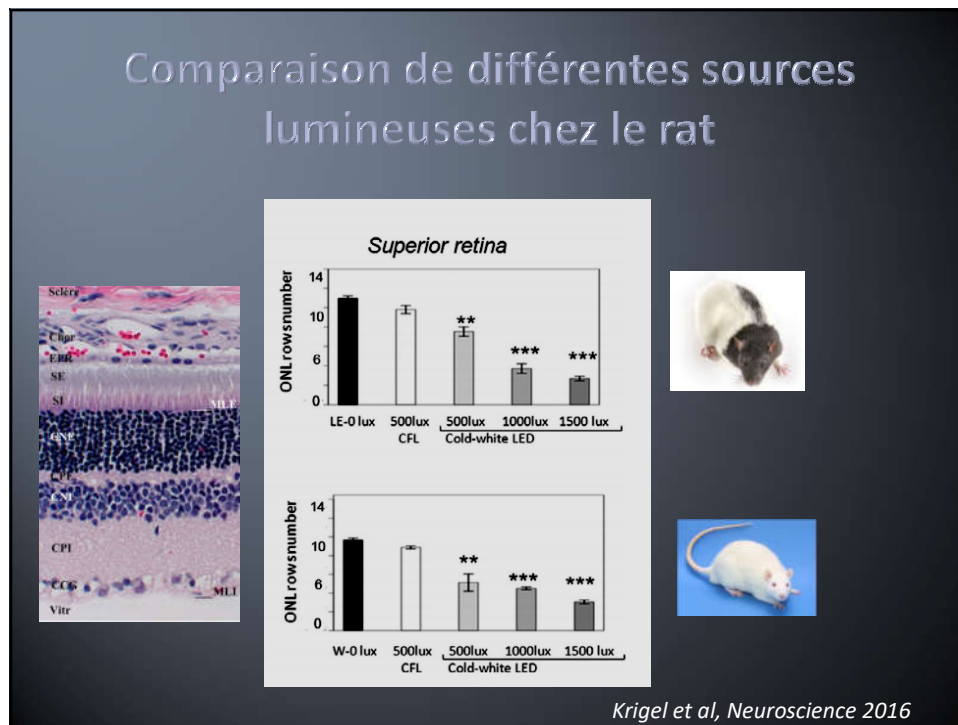 Comparaison de différentes sources
lumineuses chez le rat
Sclère
Chor
EPR
SE
SI
MLE
CNE
CPE
CNI
CPI
CCG
MLI
Vitr
Superior retina
ONL rowsnumber
14
10
6
0
**
***
***
LE-0 lux 500lux 500lux 1000lux 1500 lux
CFL Cold-white LED
ONL rowsnumber
14
10
6
0
**
***
***
W-0 lux 500lux 500lux 1000lux 1500 lux
CFL Cold-white LED
Krigel et al, Neuroscience 2016